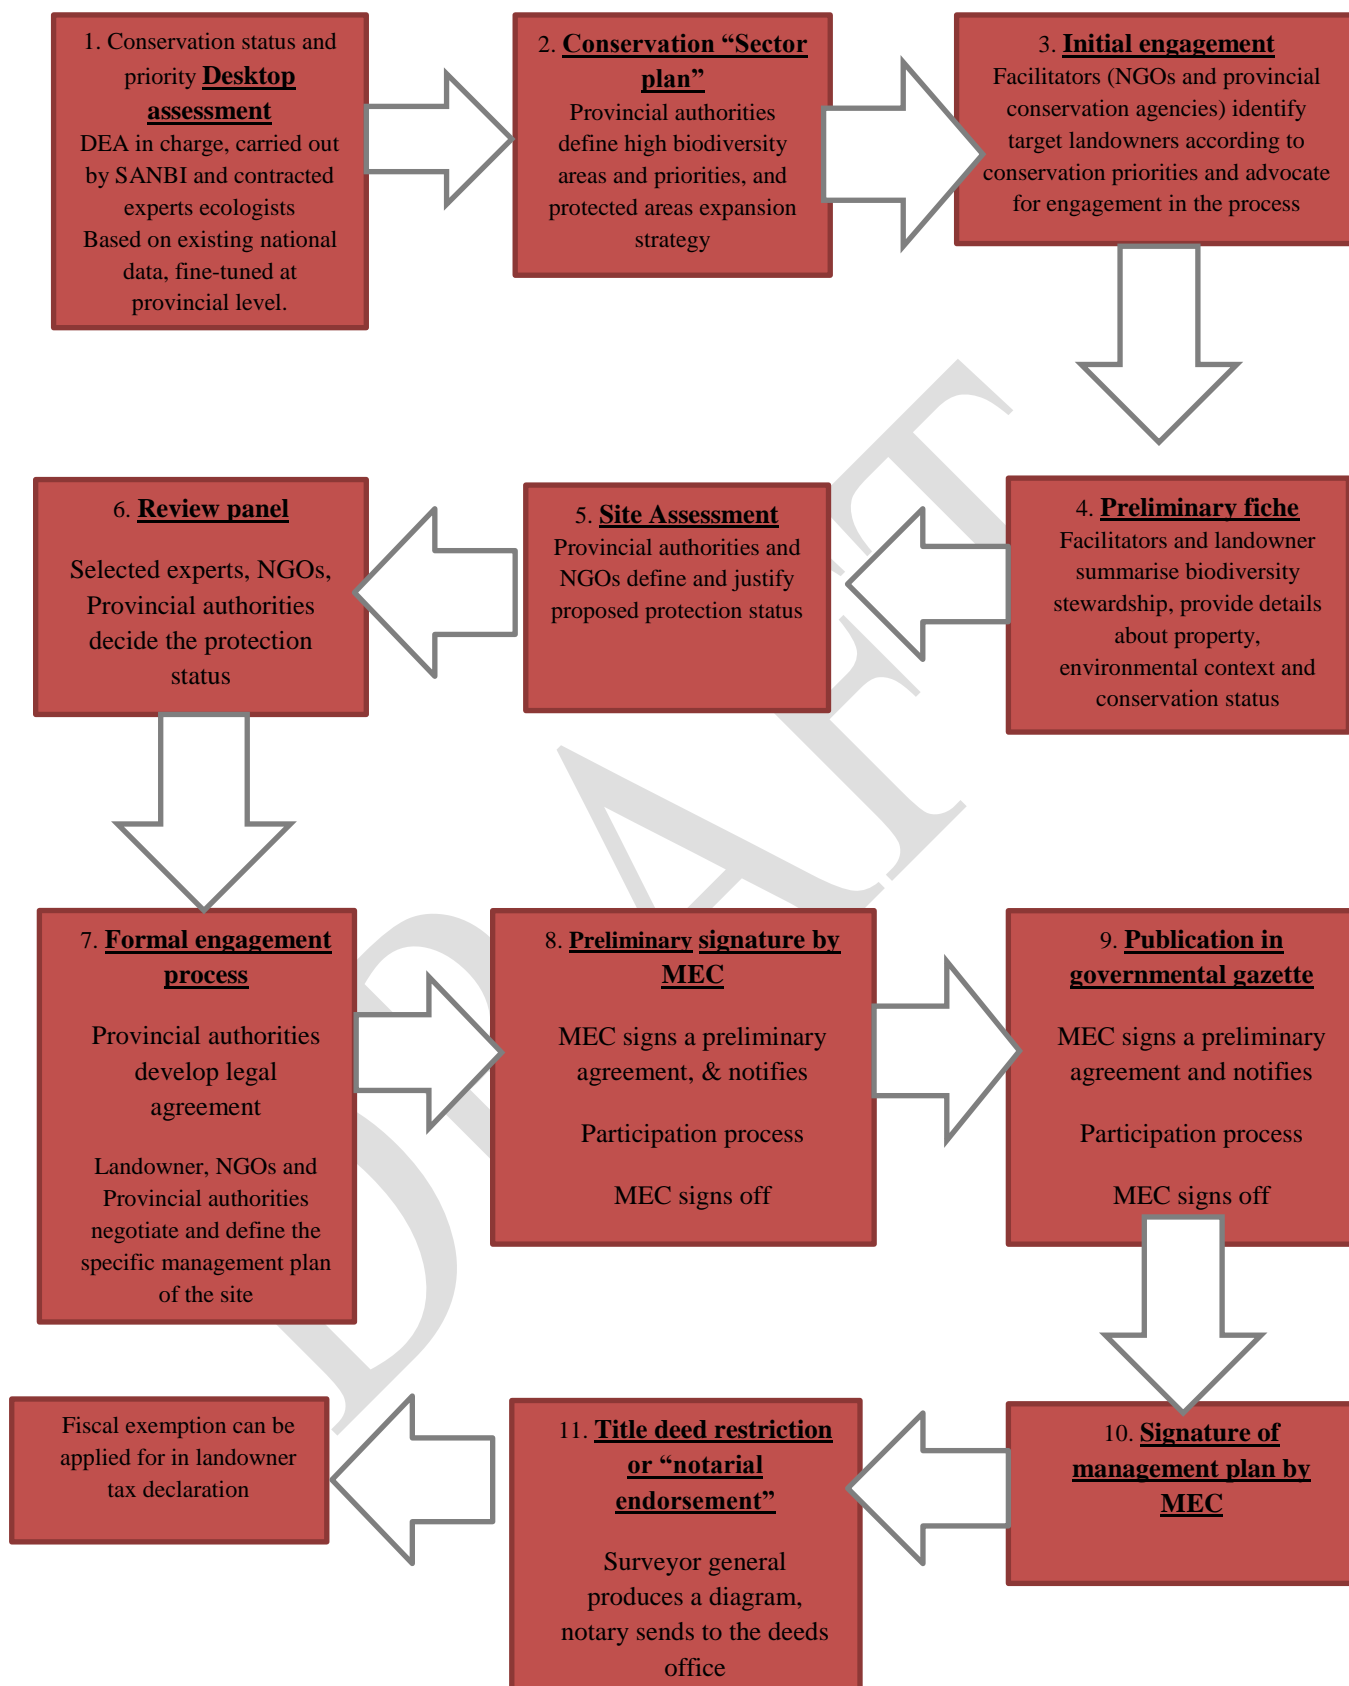 1. Conservation status and
priority Desktop
assessment
DEA in charge, carried out
by SANBI and contracted
experts ecologists
Based on existing national
data, fine-tuned at
provincial level.
2. Conservation “Sector
plan”
Provincial authorities
define high biodiversity
areas and priorities, and
protected areas expansion
strategy
3. Initial engagement
Facilitators (NGOs and provincial
conservation agencies) identify
target landowners according to
conservation priorities and advocate
for engagement in the process
4. Preliminary fiche
Facilitators and landowner
summarise biodiversity
stewardship, provide details
about property,
environmental context and
conservation status
5. Site Assessment
Provincial authorities and
NGOs define and justify
proposed protection status
6. Review panel
Selected experts, NGOs,
Provincial authorities
decide the protection
status
7. Formal engagement
process
Provincial authorities
develop legal
agreement
Landowner, NGOs and
Provincial authorities
negotiate and define the
specific management plan
of the site
8. Preliminary signature by
MEC
MEC signs a preliminary
agreement, & notifies
Participation process
MEC signs off
9. Publication in
governmental gazette
MEC signs a preliminary
agreement and notifies
Participation process
MEC signs off
10. Signature of
management plan by
MEC
11. Title deed restriction
or “notarial
endorsement”
Surveyor general
produces a diagram,
notary sends to the deeds
office
Fiscal exemption can be
applied for in landowner
tax declaration
DRAFT